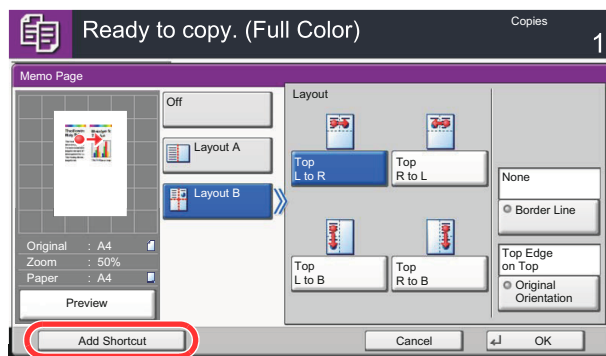 Ready to copy. (Full Color)
Copies
1
Memo Page
Off
Layout A
Layout B
Original : A4
Zoom : 50%
Paper : A4
Preview
Layout
Top
L to R
Top
R to L
Top
L to B
Top
R to B
None
Border Line
Top Edge
on Top
Original
Orientation
Add Shortcut
Cancel
OK